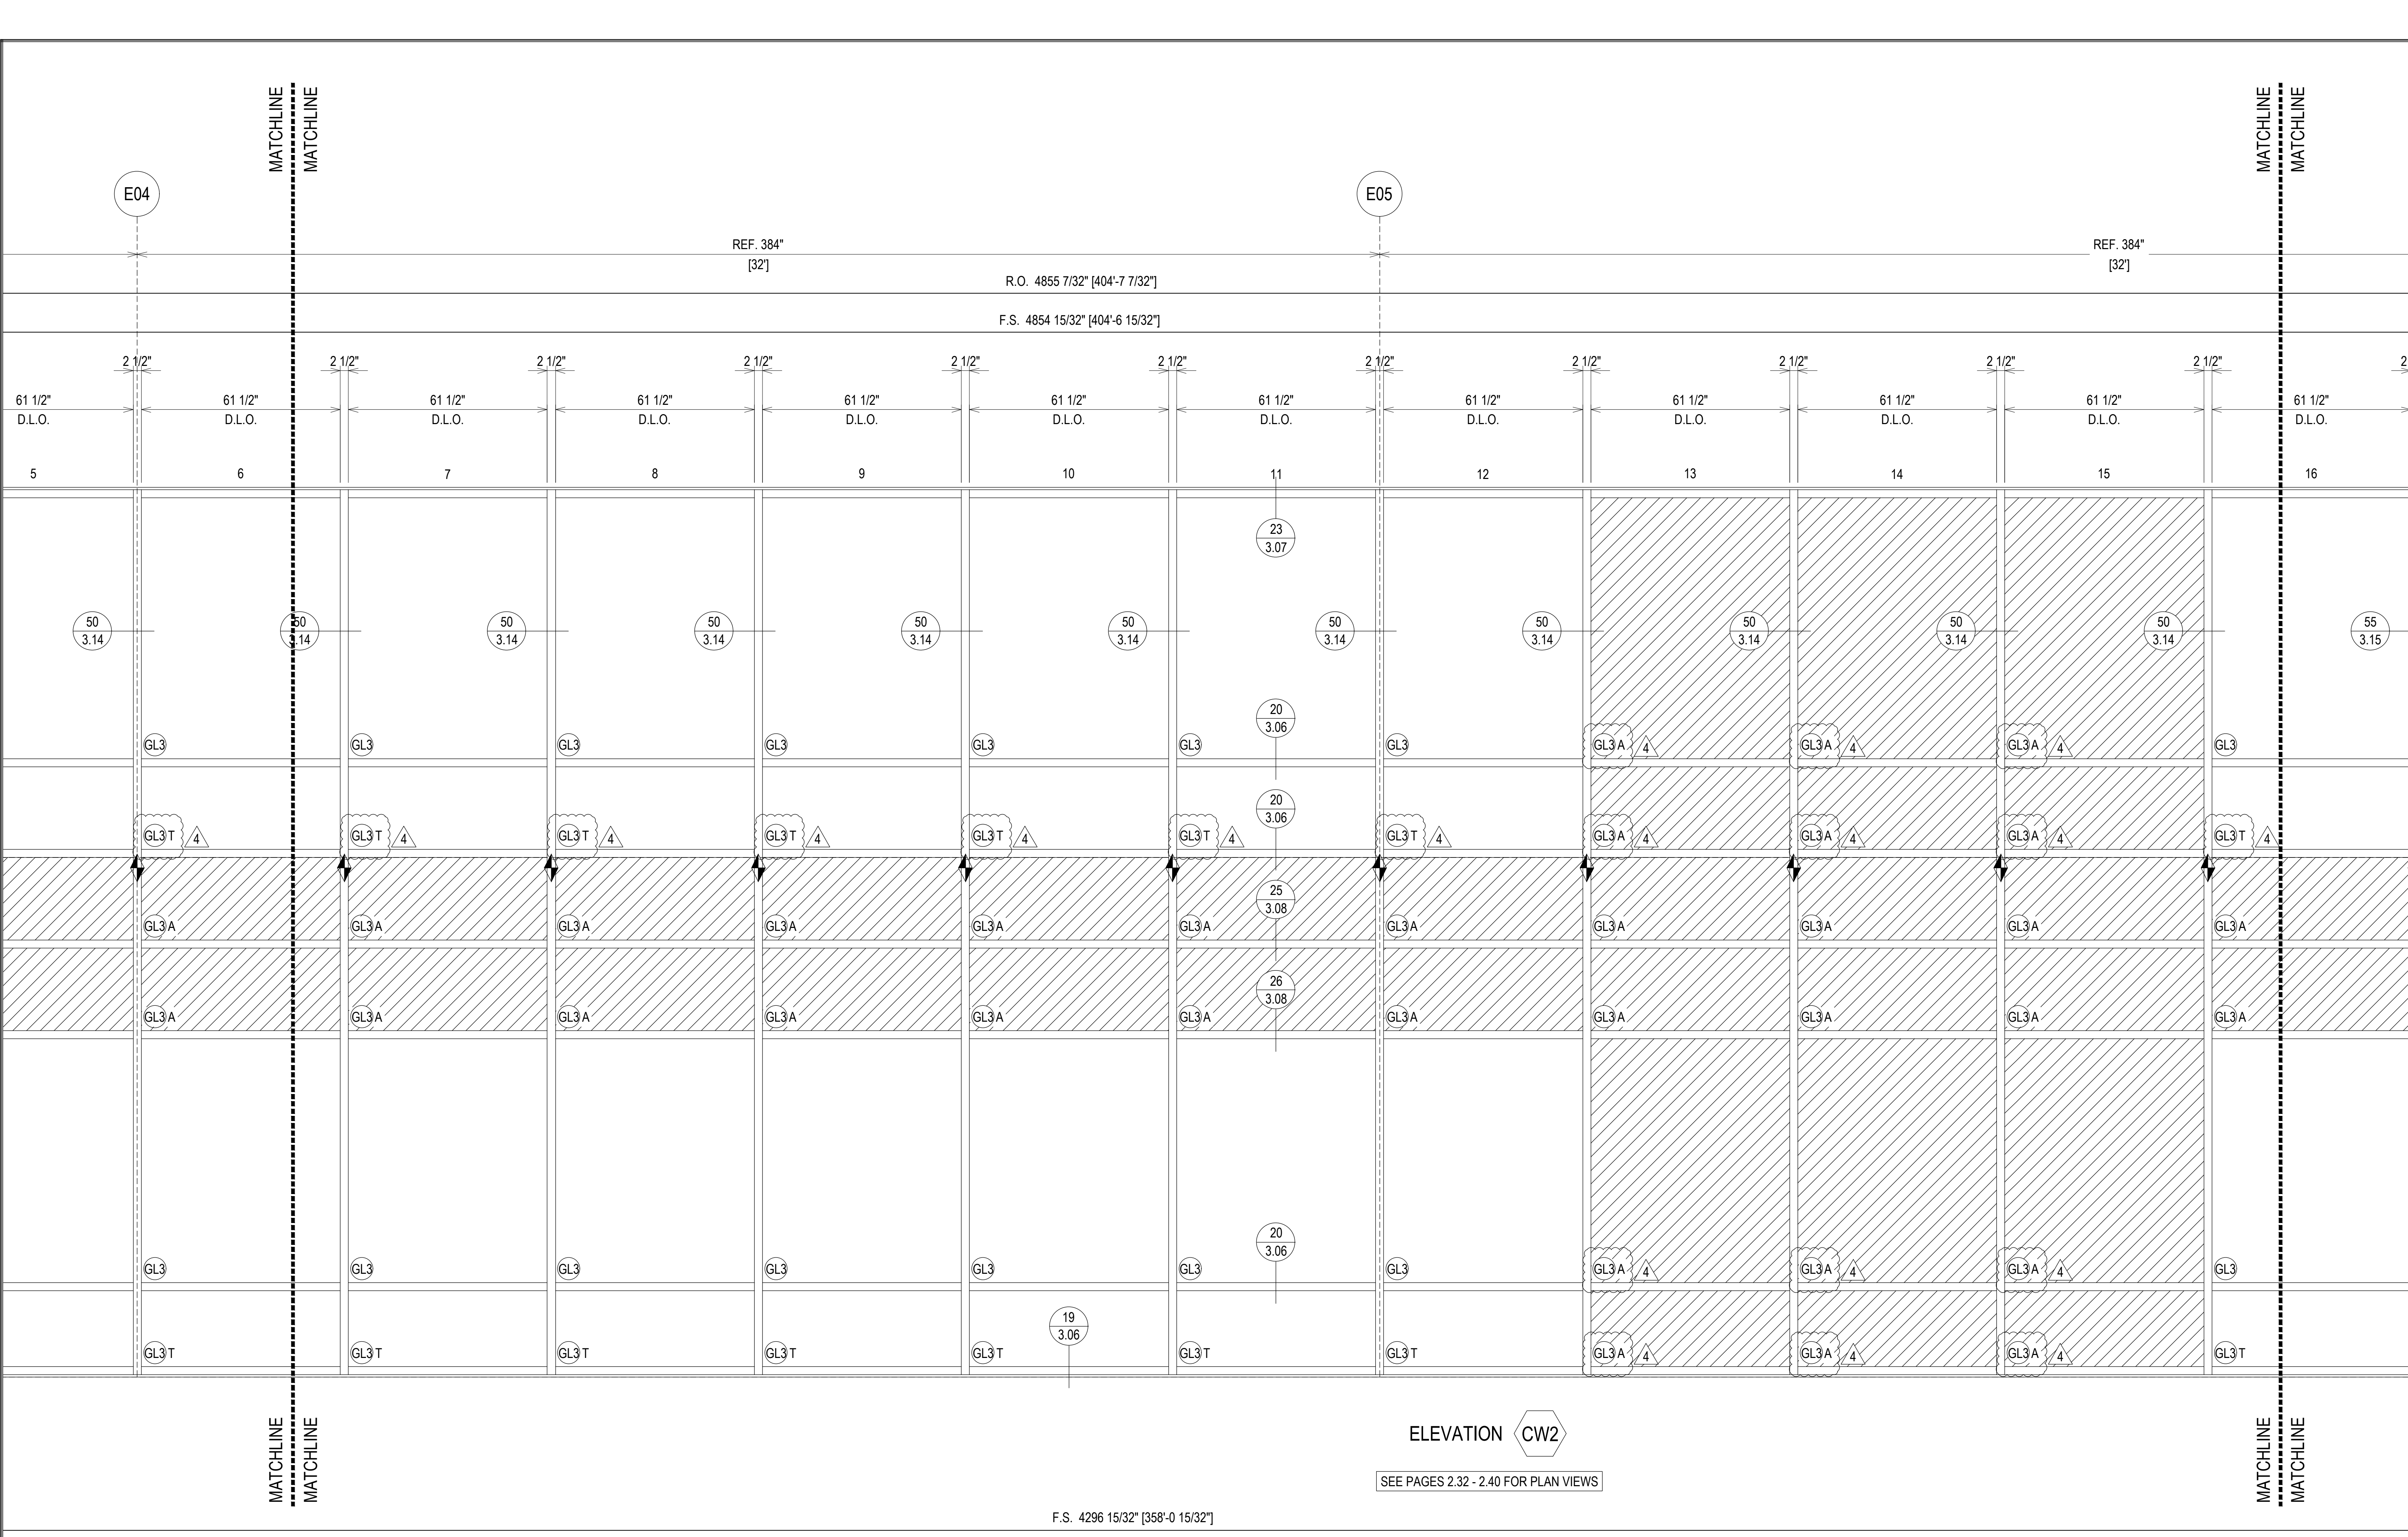 MATCHLINE MATCHLINE MATCHLINE MATCHLINE
E04 E05
REF. 384" REF. 384"
[32'] [32']
R.O. 4855 7/32" [404'-7 7/32"]
F.S. 4854 15/32" [404'-6 15/32"]
2 1/2" 2 1/2" 2 1/2" 2 1/2" 2 1/2" 2 1/2" 2 1/2" 2 1/2" 2 1/2" 2 1/2" 2 1/2" 2
61 1/2" 61 1/2" 61 1/2" 61 1/2" 61 1/2" 61 1/2" 61 1/2" 61 1/2" 61 1/2" 61 1/2" 61 1/2" 61 1/2"
D.L.O. D.L.O. D.L.O. D.L.O. D.L.O. D.L.O. D.L.O. D.L.O. D.L.O. D.L.O. D.L.O. D.L.O.
5 6 7 8 9 10 11 12 13 14 15 16
23
3.07
50 50 50 50 50 50 50 50 50 50 50 55
3.14 3.14 3.14 3.14 3.14 3.14 3.14 3.14 3.14 3.14 3.14 3.15
20
3.06
GL3 GL3 GL3 GL3 GL3 GL3 GL3 GL3 A 4 GL3 A 4 GL3 A 4 GL3
20
3.06
GL3 T 4 GL3 T 4 GL3 T 4 GL3 T 4 GL3 T 4 GL3 T 4 GL3 T 4 GL3 A 4 GL3 A 4 GL3 A 4 GL3 T 4
25
3.08
GL3 A GL3 A GL3 A GL3 A GL3 A GL3 A GL3 A GL3 A GL3 A GL3 A GL3 A
26
3.08
GL3 A GL3 A GL3 A GL3 A GL3 A GL3 A GL3 A GL3 A GL3 A GL3 A GL3 A
20
3.06
GL3 GL3 GL3 GL3 GL3 GL3 GL3 GL3 A 4 GL3 A 4 GL3 A 4 GL3
19
3.06
GL3 T GL3 T GL3 T GL3 T GL3 T GL3 T GL3 T GL3 A 4 GL3 A 4 GL3 A 4 GL3 T
MATCHLINE MATCHLINE MATCHLINE MATCHLINE
ELEVATION CW2
SEE PAGES 2.32 - 2.40 FOR PLAN VIEWS
F.S. 4296 15/32" [358'-0 15/32"]